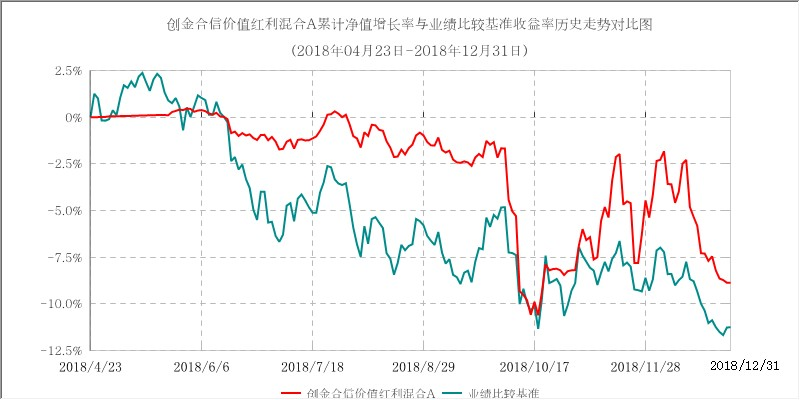 创金合信价值红利混合A累计净值增长率与业绩比较基准收益率历史走势对比图
(2018年04月23日-2018年12月31日)
2.5%
0%
-2.5%
-5.0%
-7.5%
-10.0%
-12.5%
2018/4/23 2018/6/6 2018/7/18 2018/8/29 2018/10/17 2018/11/28 2018/12/31
创金合信价值红利混合A 业绩比较基准